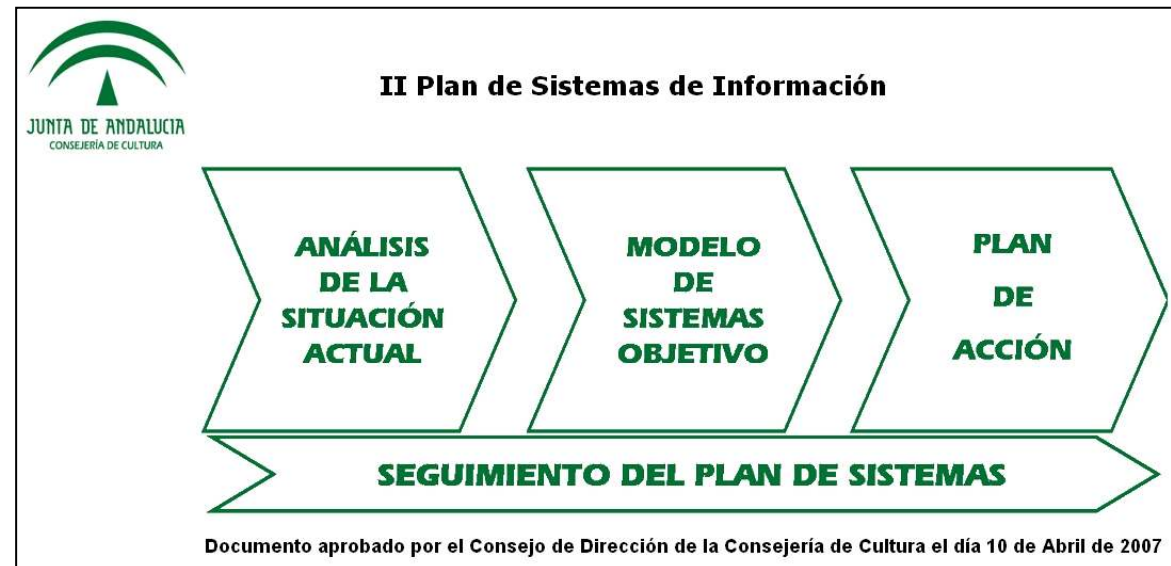 JUNTA DE ANDALUCIA
CONSEJERÍA DE CULTURA
II Plan de Sistemas de Información
ANÁLISIS
DE LA
SITUACIÓN
ACTUAL
MODELO
DE
SISTEMAS
OBJETIVO
PLAN
DE
ACCIÓN
SEGUIMIENTO DEL PLAN DE SISTEMAS
Documento aprobado por el Consejo de Dirección de la Consejería de Cultura el día 10 de Abril de 2007